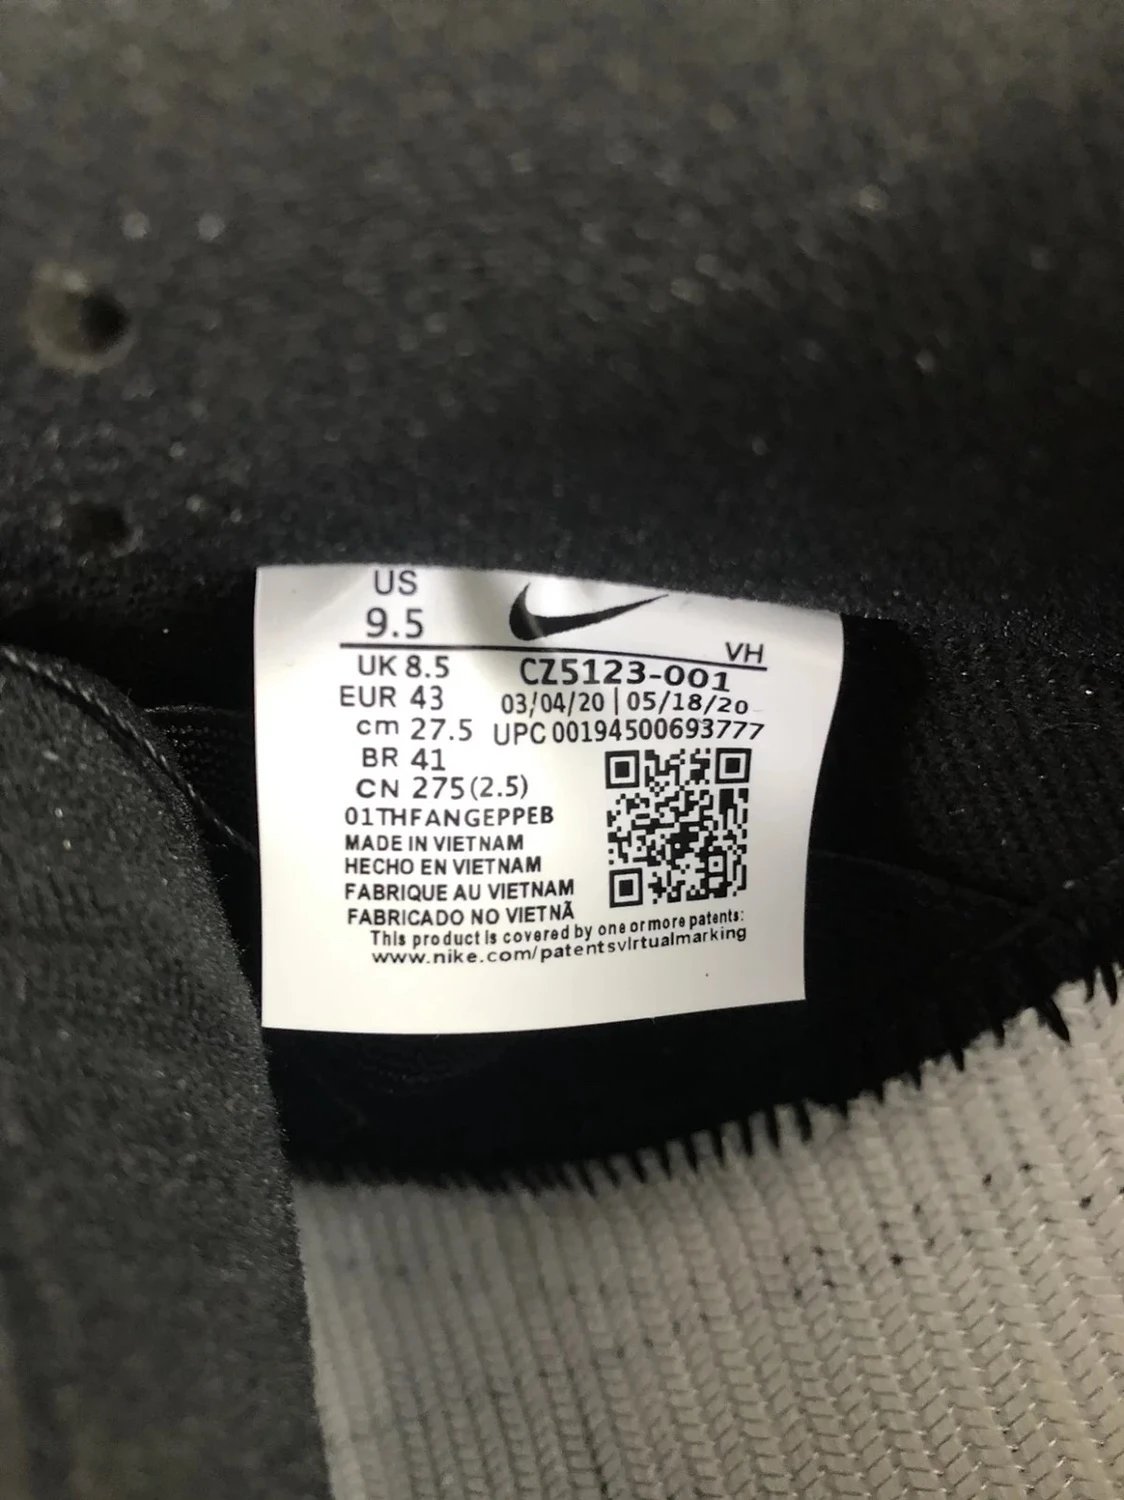 US
9.5
VH
UK 8.5 CZ5123-001
EUR 43 03/04/20 | 05/18/20
cm 27.5 UPC 00194500693777
BR 41
CN 275(2.5)
01THFANGEPPEB
MADE IN VIETNAM
HECHO EN VIETNAM
FABRIQUE AU VIETNAM
FABRICADO NO VIETNÃ
This product is covered by one or more patents:
www.nike.com/patentsvirtualmarking